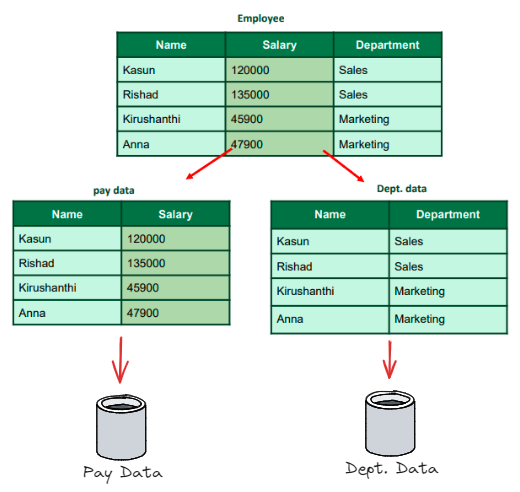 Employee
Name Salary Department
Kasun 120000 Sales
Rishad 135000 Sales
Kirushanthi 45900 Marketing
Anna 47900 Marketing
pay data
Name Salary
Kasun 120000
Rishad 135000
Kirushanthi 45900
Anna 47900
Dept. data
Name Department
Kasun Sales
Rishad Sales
Kirushanthi Marketing
Anna Marketing
Pay Data
Dept. Data